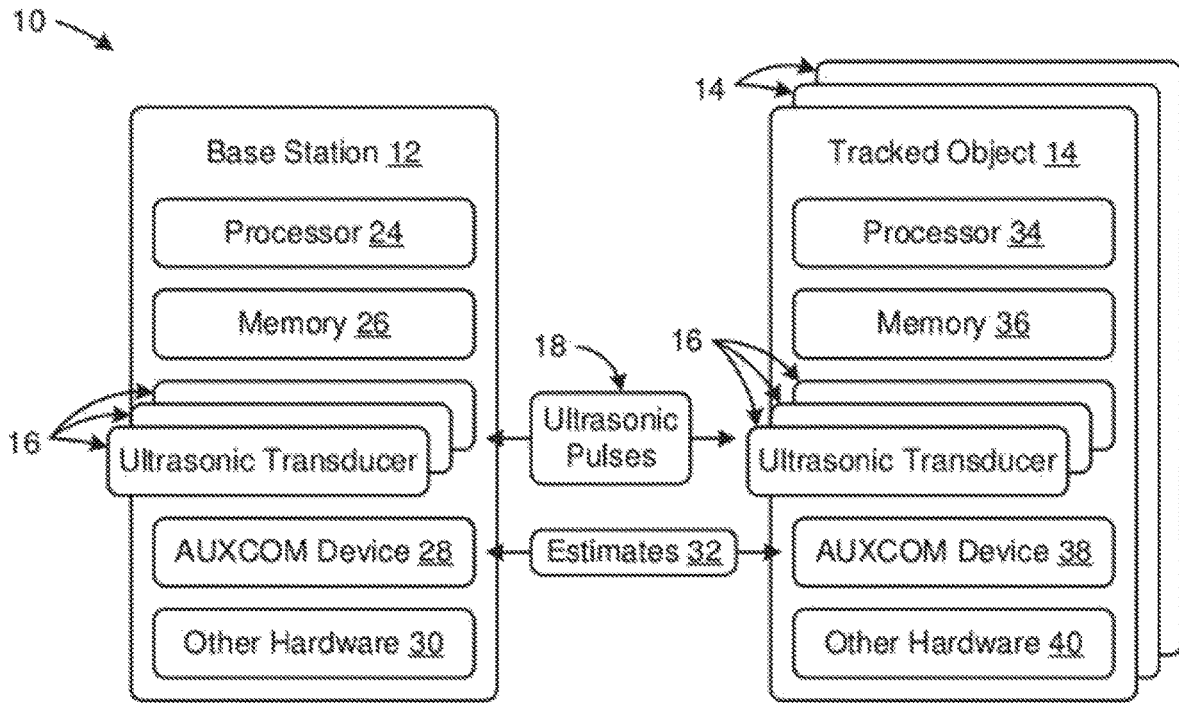 10
14
Base Station 12
Tracked Object 14
Processor 24
Processor 34
Memory 26
Memory 36
18
16
16
Ultrasonic
Pulses
Ultrasonic Transducer
Ultrasonic Transducer
AUXCOM Device 28
Estimates 32
AUXCOM Device 38
Other Hardware 30
Other Hardware 40